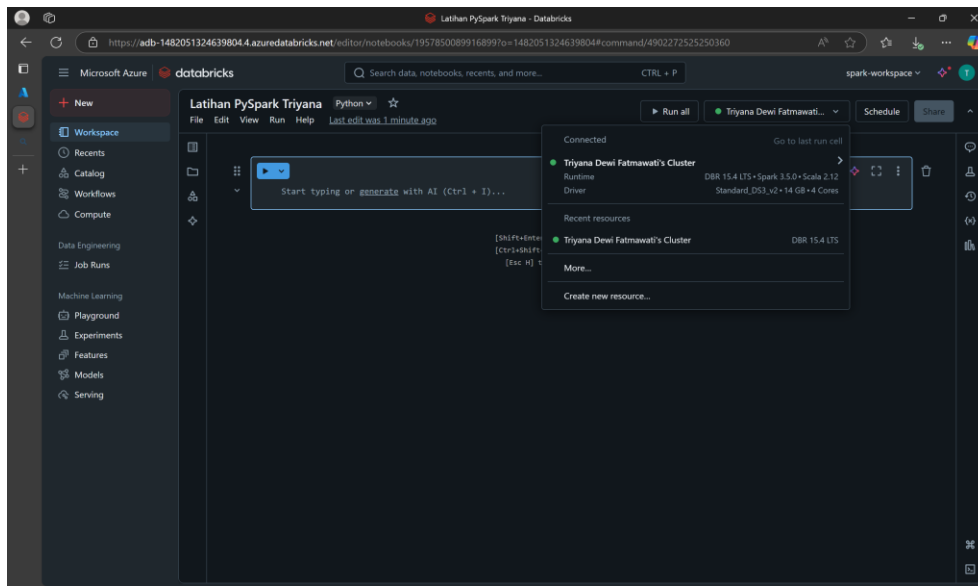 Latihan PySpark Triyana - Databricks
https://adb-1482051324639804.4.azuredatabricks.net/editor/notebooks/1957850089916899?o=1482051324639804#command/4902272525250360
Microsoft Azure databricks
Search data, notebooks, recents, and more... CTRL + P
spark-workspace
T
New
Workspace
Recents
Catalog
Workflows
Compute
Data Engineering
Job Runs
Machine Learning
Playground
Experiments
Features
Models
Serving
Latihan PySpark Triyana Python
File Edit View Run Help Last edit was 1 minute ago
Run all Triyana Dewi Fatmawati... Schedule Share
Start typing or generate with AI (Ctrl + I)...
[Shift+Ente
[Ctrl+Shift
[Esc H] t
Connected Go to last run cell
Triyana Dewi Fatmawati's Cluster
Runtime DBR 15.4 LTS • Spark 3.5.0 • Scala 2.12
Driver Standard_DS3_v2 • 14 GB • 4 Cores
Recent resources
Triyana Dewi Fatmawati's Cluster DBR 15.4 LTS
More...
Create new resource...